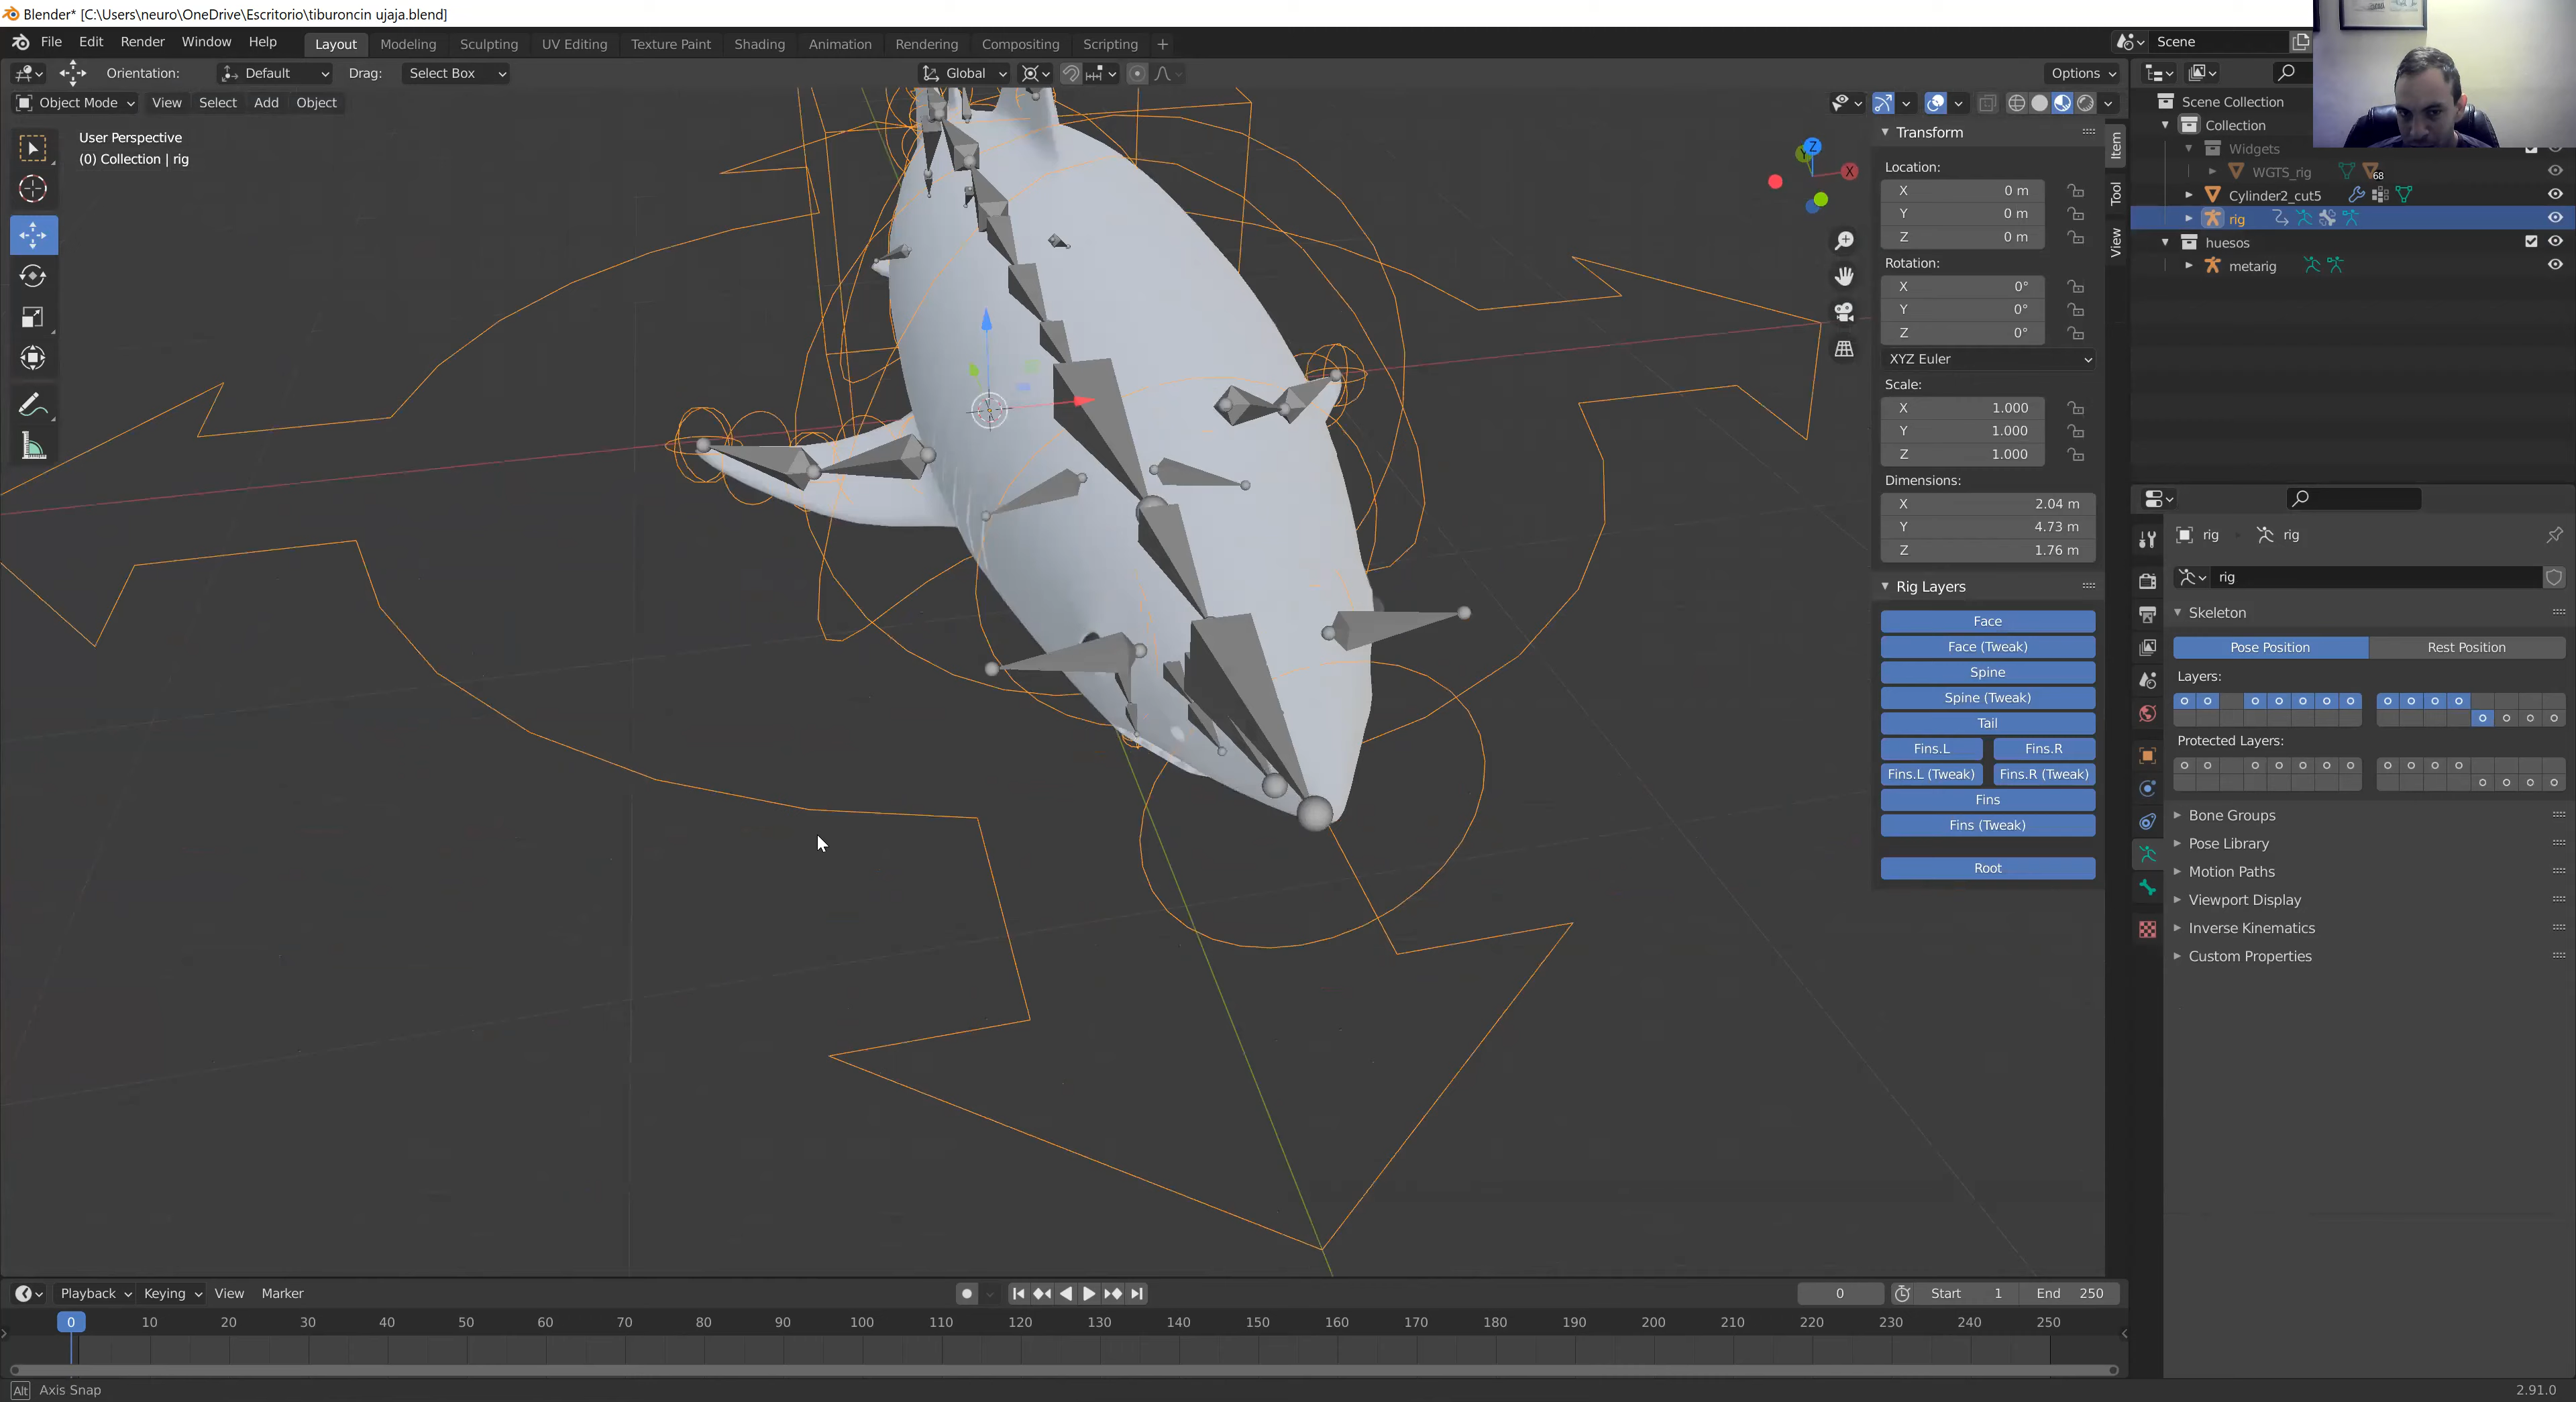 Blender* [C:\Users\neuro\OneDrive\Escritorio\tiburoncin ujaja.blend]
File Edit Render Window Help Layout Modeling Sculpting UV Editing Texture Paint Shading Animation Rendering Compositing Scripting + Scene
Orientation: Default Drag: Select Box Global Options
Object Mode View Select Add Object
User Perspective
(0) Collection | rig
Z
Y
X
Transform
Location:
X 0 m
Y 0 m
Z 0 m
Rotation:
X 0°
Y 0°
Z 0°
XYZ Euler
Scale:
X 1.000
Y 1.000
Z 1.000
Dimensions:
X 2.04 m
Y 4.73 m
Z 1.76 m
Rig Layers
Face
Face (Tweak)
Spine
Spine (Tweak)
Tail
Fins.L Fins.R
Fins.L (Tweak) Fins.R (Tweak)
Fins
Fins (Tweak)
Root
Item
Tool
View
Scene Collection
Collection
Widgets
WGTS_rig 68
Cylinder2_cut5
rig
huesos
metarig
rig rig
rig
Skeleton
Pose Position Rest Position
Layers:
Protected Layers:
Bone Groups
Pose Library
Motion Paths
Viewport Display
Inverse Kinematics
Custom Properties
Playback Keying View Marker 0 Start 1 End 250
0 10 20 30 40 50 60 70 80 90 100 110 120 130 140 150 160 170 180 190 200 210 220 230 240 250
Alt Axis Snap 2.91.0